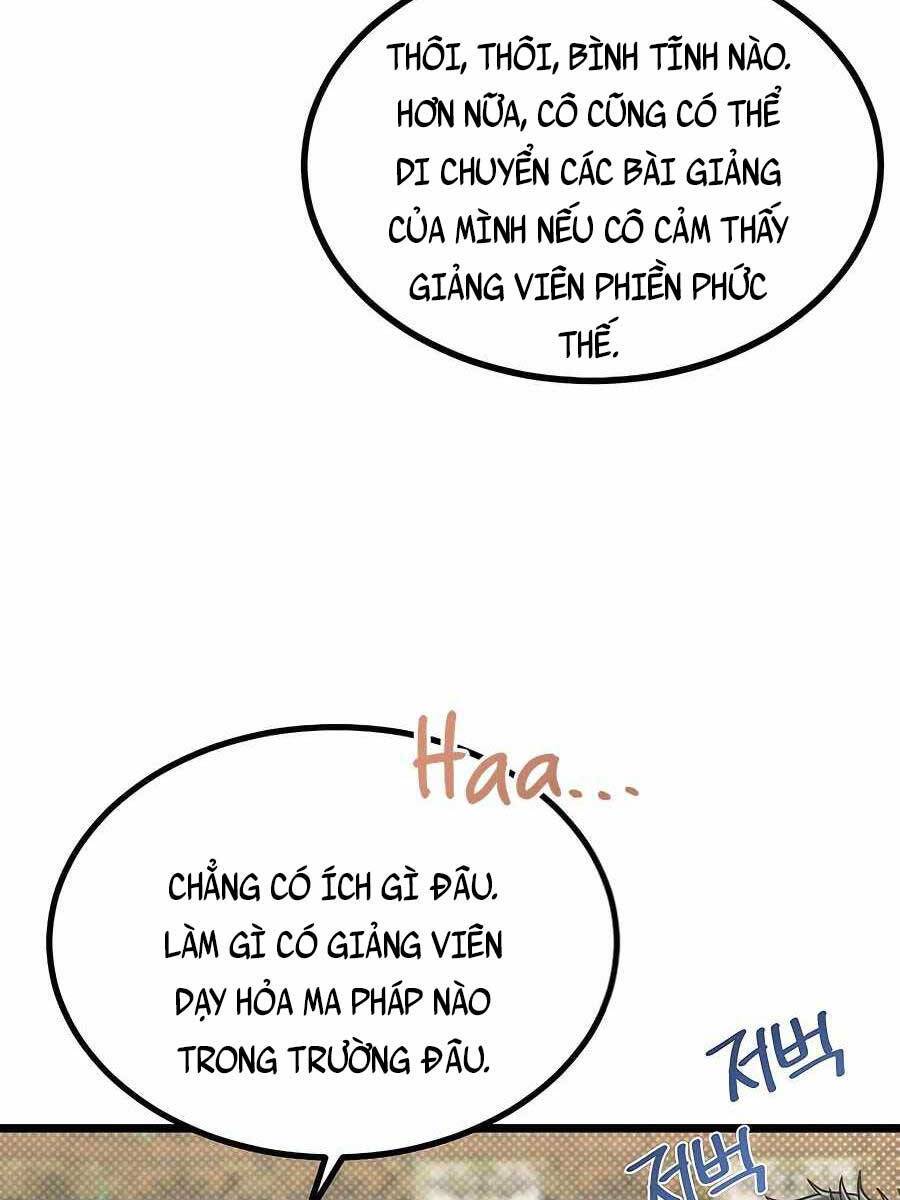 THÔI, THÔI, BÌNH TĨNH NÀO.
HƠN NỮA, CÔ CŨNG CÓ THỂ
DI CHUYỂN CÁC BÀI GIẢNG
CỦA MÌNH NẾU CÔ CẢM THẤY
GIẢNG VIÊN PHIỀN PHỨC
THẾ.
Haa...
CHẲNG CÓ ÍCH GÌ ĐÂU.
LÀM GÌ CÓ GIẢNG VIÊN
DẠY HỎA MA PHÁP NÀO
TRONG TRƯỜNG ĐÂU.
저벅
저벅